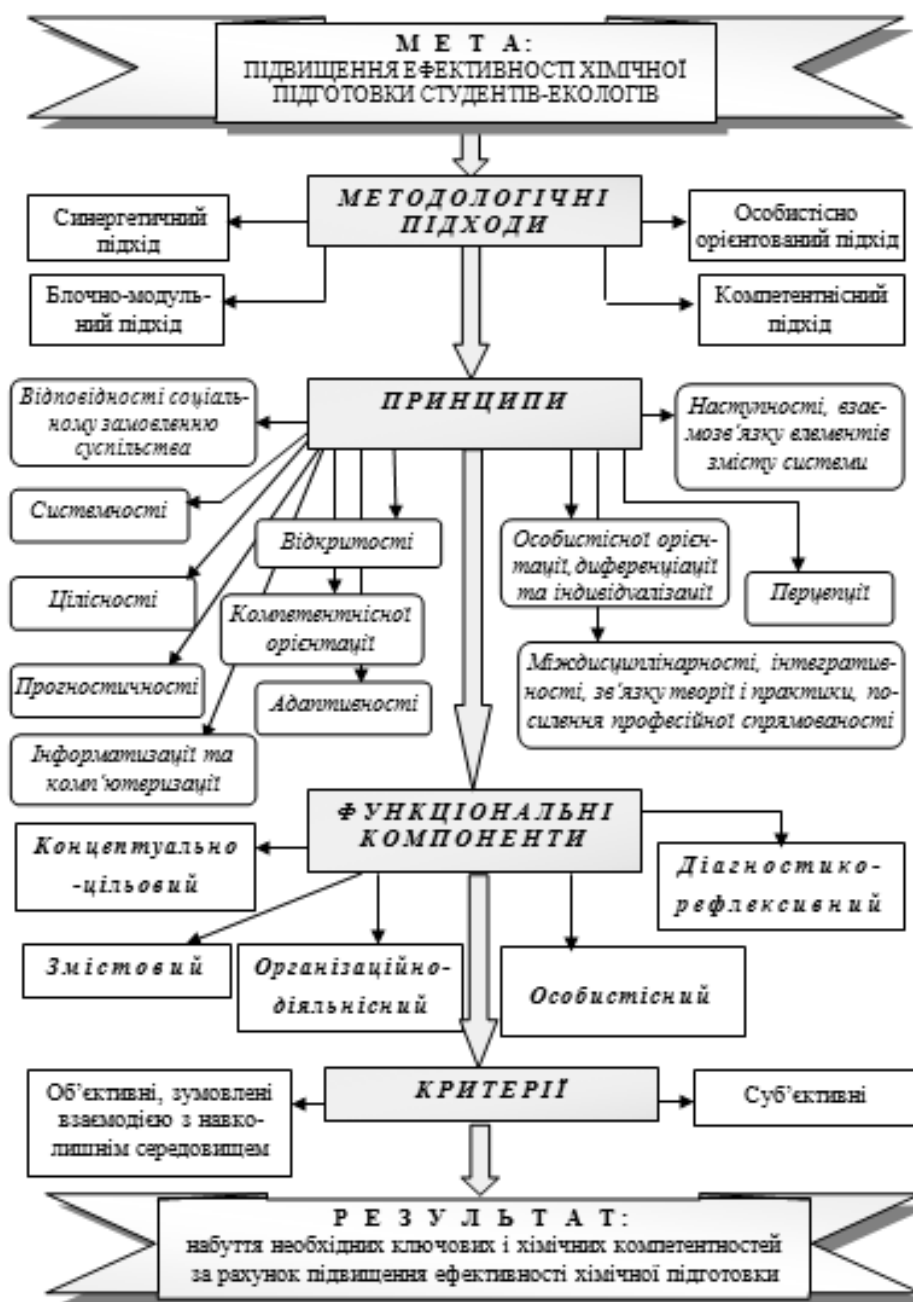 М Е Т А:
ПІДВИЩЕННЯ ЕФЕКТИВНОСТІ ХІМІЧНОЇ
ПІДГОТОВКИ СТУДЕНТІВ-ЕКОЛОГІВ
МЕТОДОЛОГІЧНІ
ПІДХОДИ
Синергетичний
підхід
Особистісно
орієнтований підхід
Блочно-модуль-
ний підхід
Компетентнісний
підхід
ПРИНЦИПИ
Відповідності соціаль-
ному замовленню
суспільства
Наступності, взає-
мозв'язку елементів
змісту системи
Системності
Відкритості
Особистісної орієн-
тації, диференціації
та індивідуалізації
Цілісності
Компетентнісної
орієнтації
Перцепції
Прогностичності
Адаптивності
Міждисциплінарності, інтегратив-
ності, зв'язку теорії і практики, по-
силення професійної спрямованості
Інформатизації та
комп'ютеризації
ФУНКЦІОНАЛЬНІ
КОМПОНЕНТИ
Концептуально
-цільовий
Діагностико-
рефлексивний
Змістовий
Організаційно-
діяльнісний
Особистісний
КРИТЕРІЇ
Об’єктивні, зумовлені
взаємодією з навко-
лишнім середовищем
Суб’єктивні
Р Е З У Л Ь Т А Т:
набуття необхідних ключових і хімічних компетентностей
за рахунок підвищення ефективності хімічної підготовки